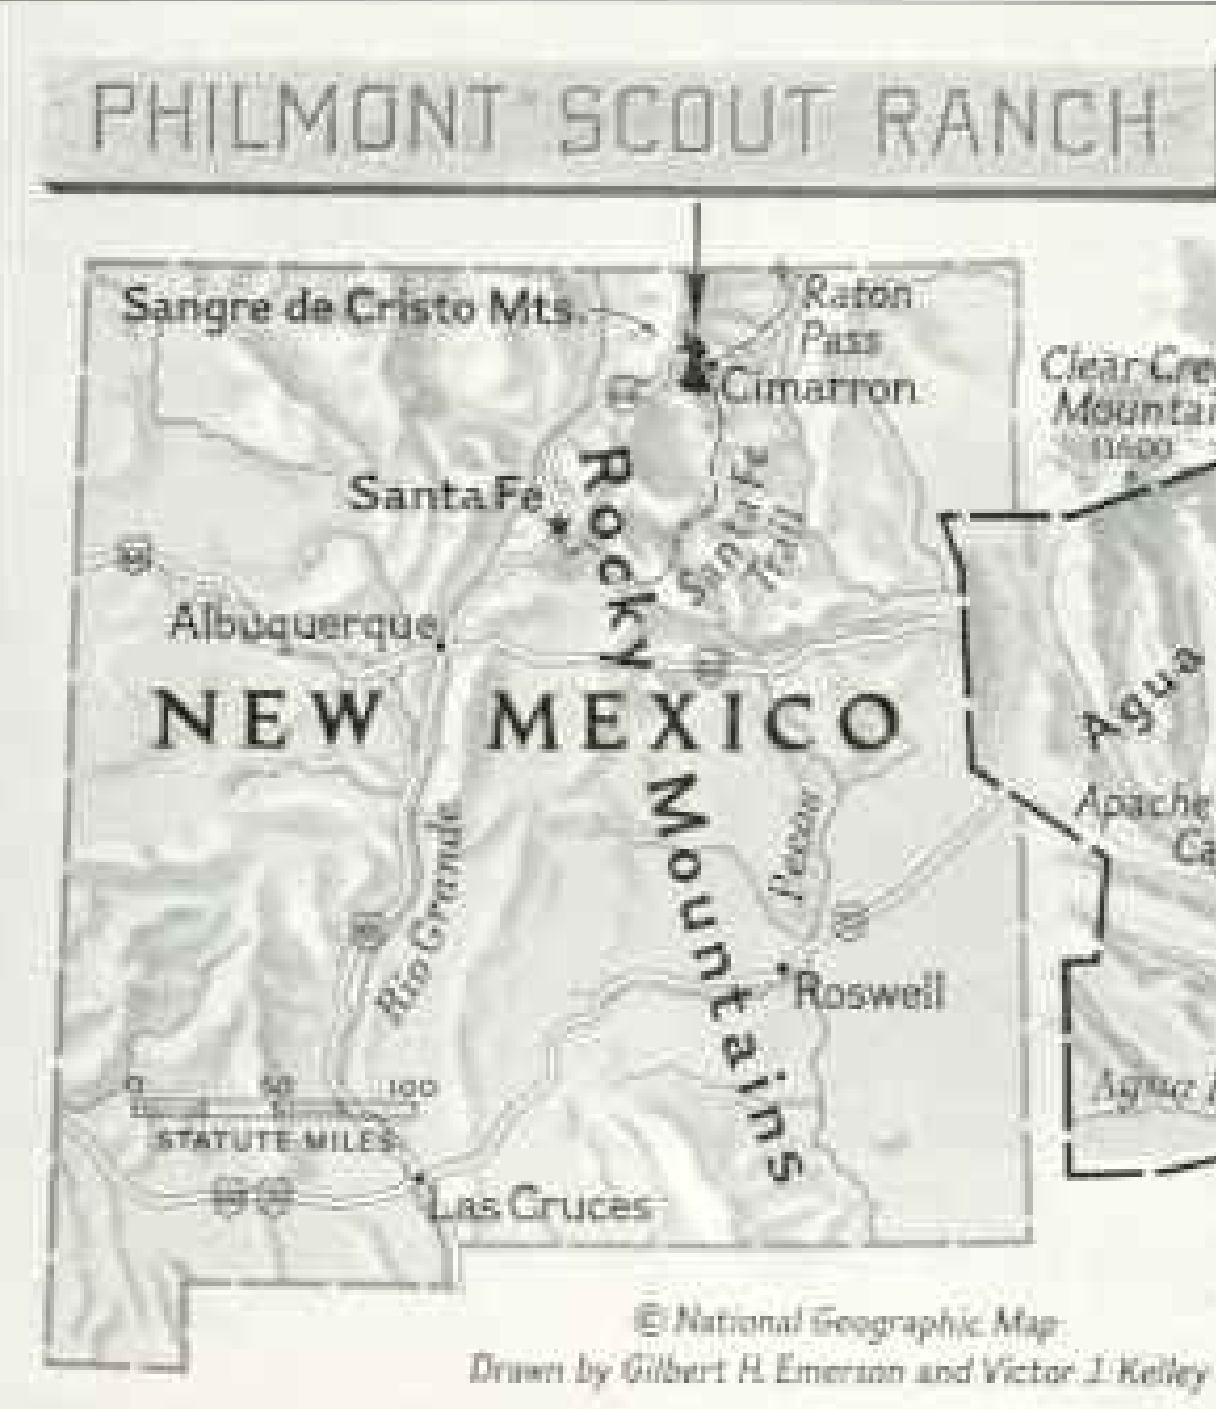 PHILMONT SCOUT RANCH
Sangre de Cristo Mts.
Raton
Pass
Cimarron
Clear Cre
Mountai
11600
Santa Fe
Rocky
Santa Fe
Trail
Albuquerque
Agua
NEW MEXICO
Mountains
Pecos
Apache
Ca
Rio Grande
Roswell
0 50 100
STATUTE MILES
Agua
Las Cruces
© National Geographic Map
Drawn by Gilbert H. Emerson and Victor J. Kelley